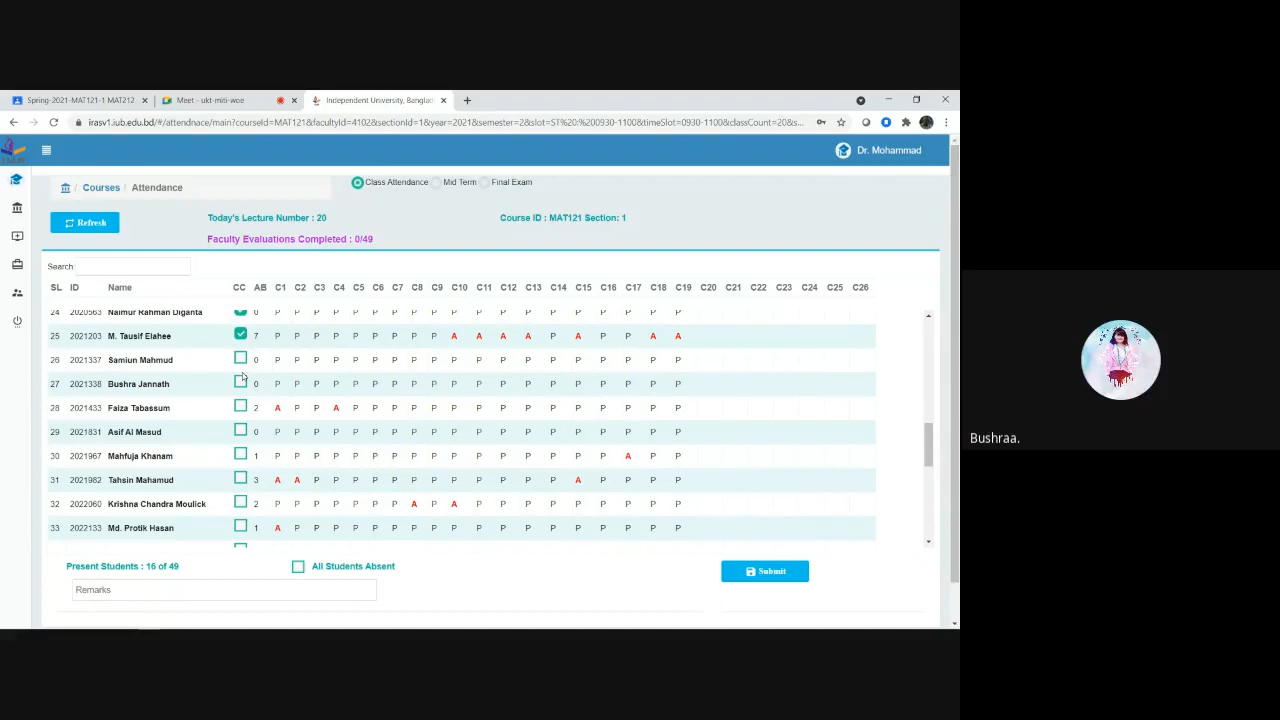 Spring-2021-MAT121-1 MAT212
Meet - ukt-miti-woe
Independent University, Banglad
irasv1.iub.edu.bd/#/attendnace/main?courseId=MAT121&facultyId=4102&sectionId=1&year=2021&semester=2&slot=ST%20:%200930-1100&timeSlot=0930-1100&classCount=20&s...
Dr. Mohammad
Courses / Attendance
Class Attendance Mid Term Final Exam
Refresh
Today's Lecture Number : 20
Course ID : MAT121 Section: 1
Faculty Evaluations Completed : 0/49
Search:
SL ID Name CC AB C1 C2 C3 C4 C5 C6 C7 C8 C9 C10 C11 C12 C13 C14 C15 C16 C17 C18 C19 C20 C21 C22 C23 C24 C25 C26
24 2020563 Naimur Rahman Diganta 0 P P P P P P P P P P P P P P P P P P P
25 2021203 M. Tausif Elahee 7 P P P P P P P P P A A A A P A P P A A
26 2021337 Samiun Mahmud 0 P P P P P P P P P P P P P P P P P P P
27 2021338 Bushra Jannath 0 P P P P P P P P P P P P P P P P P P P
28 2021433 Faiza Tabassum 2 A P P A P P P P P P P P P P P P P P P
29 2021831 Asif Al Masud 0 P P P P P P P P P P P P P P P P P P P
30 2021967 Mahfuja Khanam 1 P P P P P P P P P P P P P P P P A P P
31 2021982 Tahsin Mahamud 3 A A P P P P P P P P P P P P A P P P P
32 2022060 Krishna Chandra Moulick 2 P P P P P P P A P A P P P P P P P P P
33 2022133 Md. Protik Hasan 1 A P P P P P P P P P P P P P P P P P P
Present Students : 16 of 49
All Students Absent
Submit
Remarks
Bushraa.